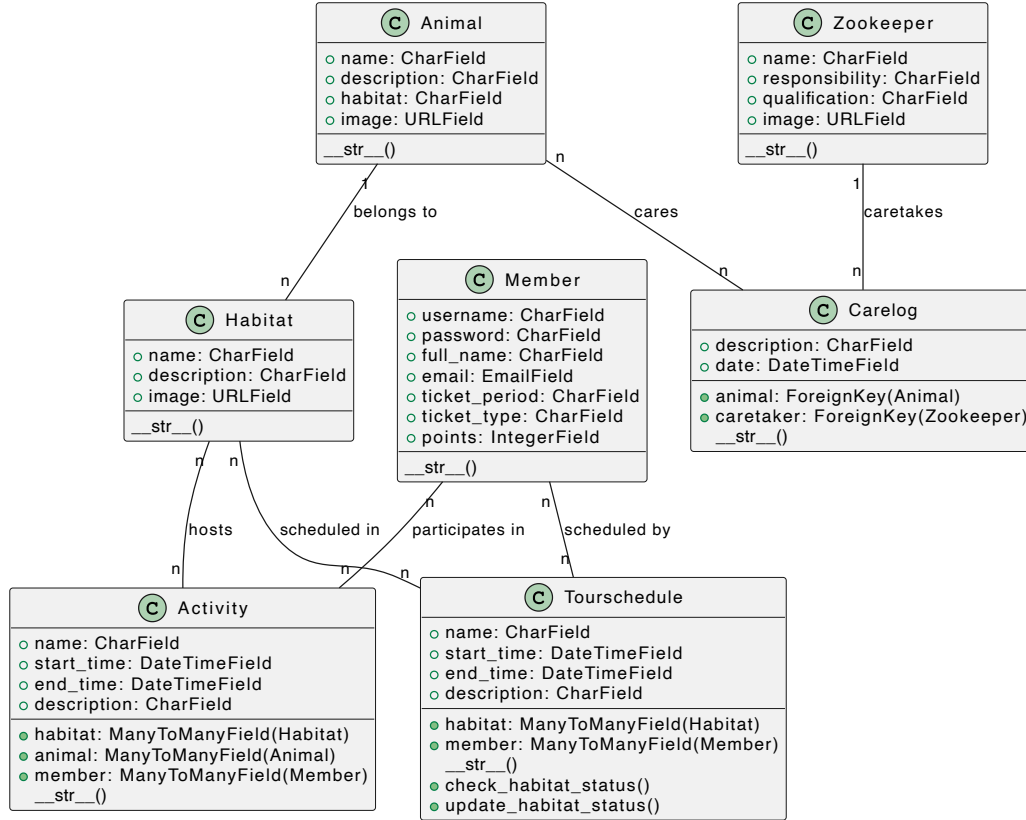 C Animal
name: CharField
description: CharField
habitat: CharField
image: URLField
__str__()
C Zookeeper
name: CharField
responsibility: CharField
qualification: CharField
image: URLField
__str__()
1
belongs to
n
n
cares
n
1
caretakes
n
C Habitat
name: CharField
description: CharField
image: URLField
__str__()
C Member
username: CharField
password: CharField
full_name: CharField
email: EmailField
ticket_period: CharField
ticket_type: CharField
points: IntegerField
__str__()
C Carelog
description: CharField
date: DateTimeField
animal: ForeignKey(Animal)
caretaker: ForeignKey(Zookeeper)
__str__()
n
hosts
n
n
scheduled in
n
n
participates in
n
n
scheduled by
n
C Activity
name: CharField
start_time: DateTimeField
end_time: DateTimeField
description: CharField
habitat: ManyToManyField(Habitat)
animal: ManyToManyField(Animal)
member: ManyToManyField(Member)
__str__()
C Tourschedule
name: CharField
start_time: DateTimeField
end_time: DateTimeField
description: CharField
habitat: ManyToManyField(Habitat)
member: ManyToManyField(Member)
__str__()
check_habitat_status()
update_habitat_status()